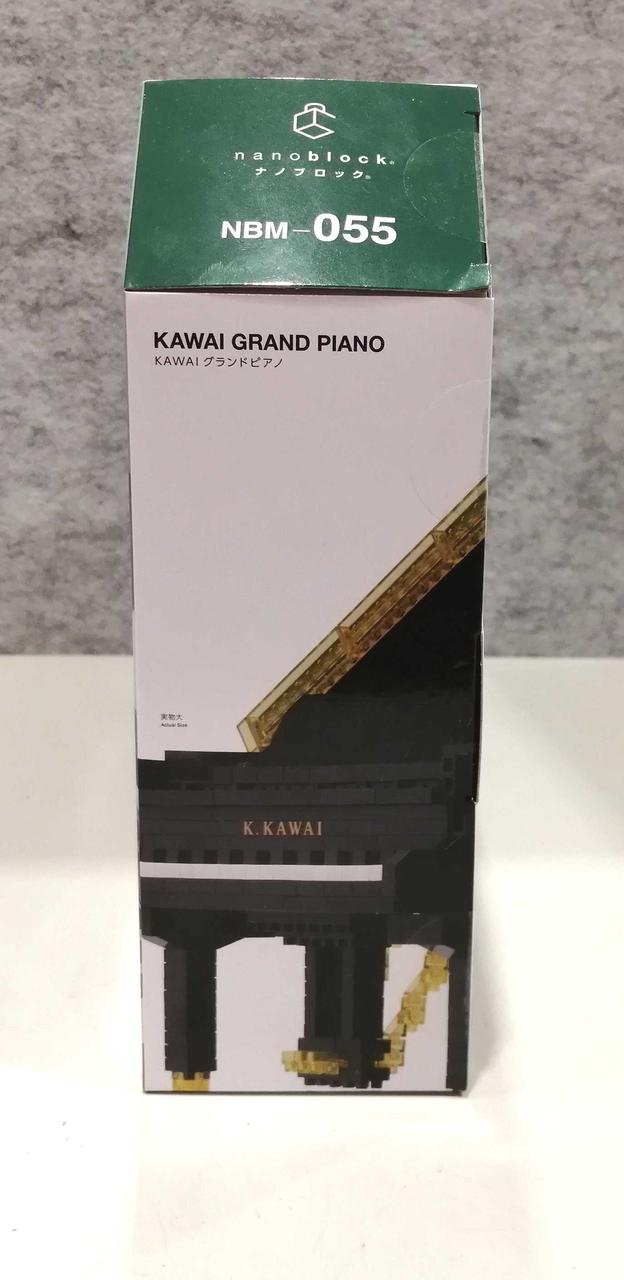 nanoblock®
ナノブロック®
NBM-055
KAWAI GRAND PIANO
KAWAI グランドピアノ
実物大
Actual Size
K.KAWAI